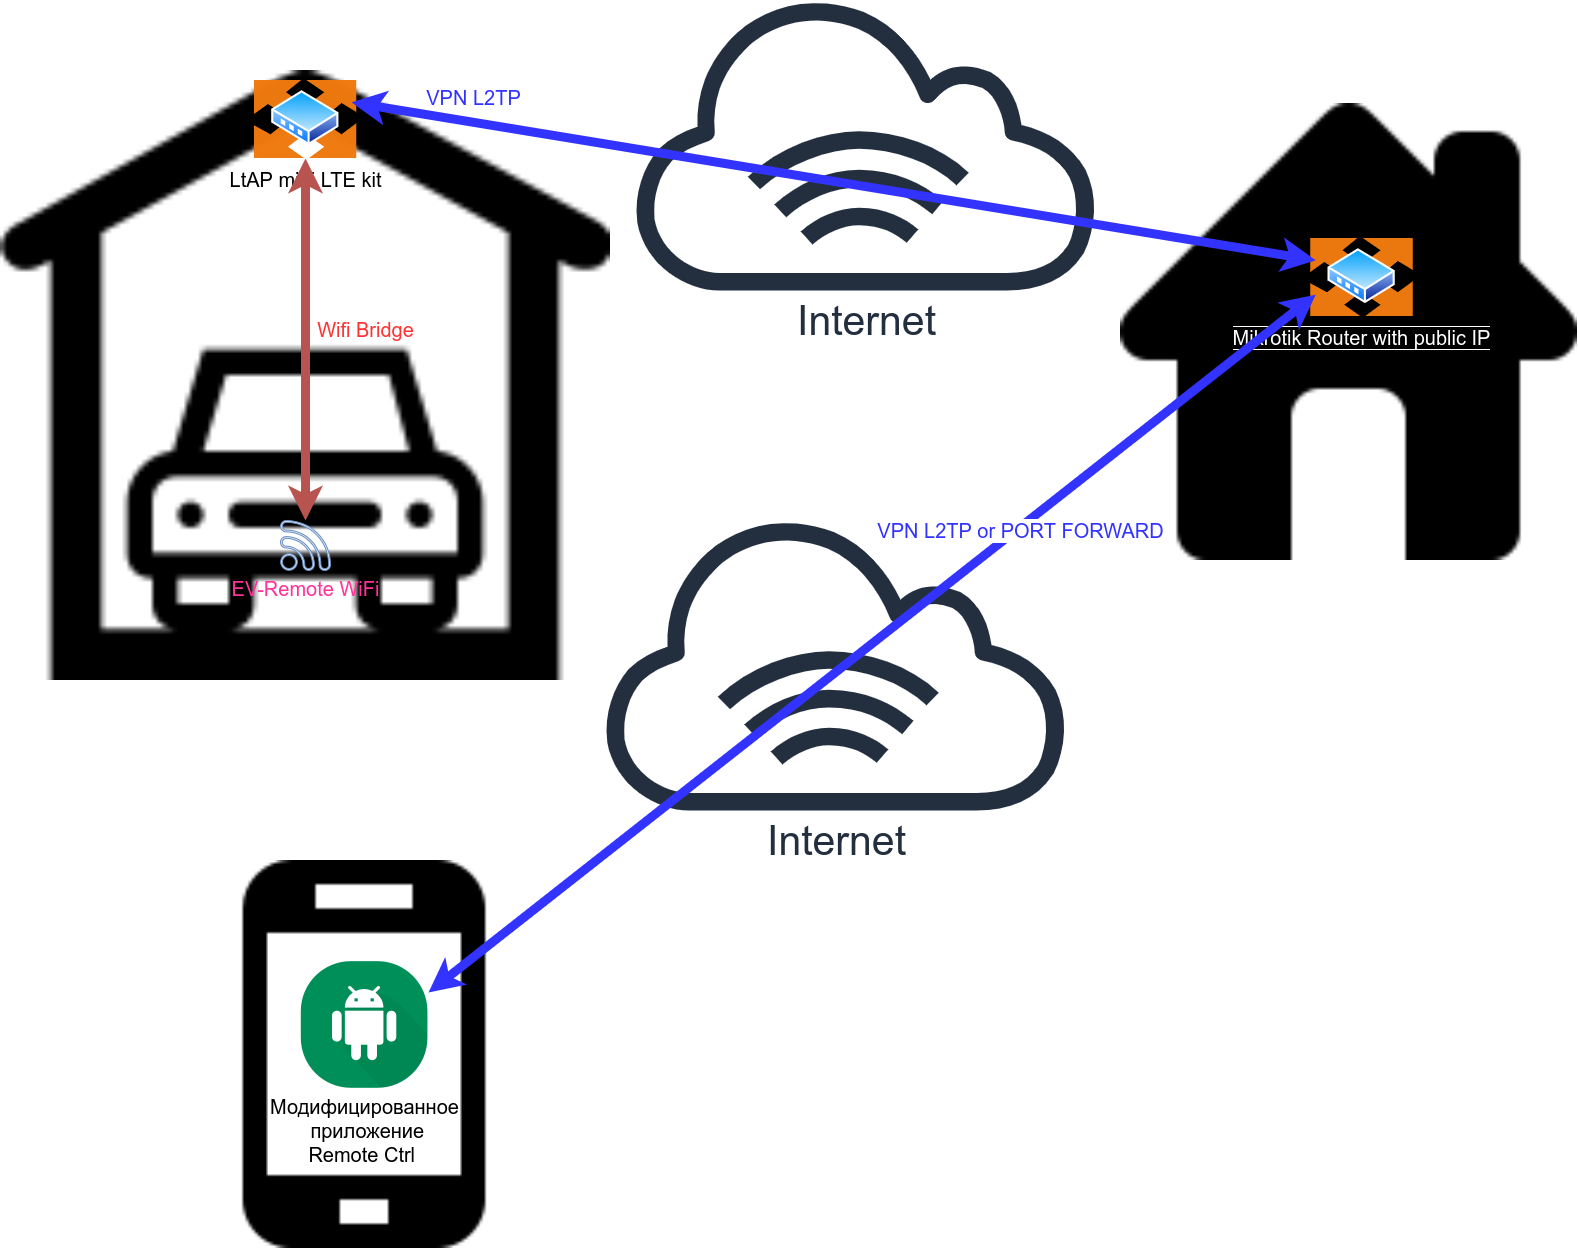 VPN L2TP
LtAP mini LTE kit
Internet
Wifi Bridge
Mikrotik Router with public IP
VPN L2TP or PORT FORWARD
EV-Remote WiFi
Internet
Модифицированное
приложение
Remote Ctrl